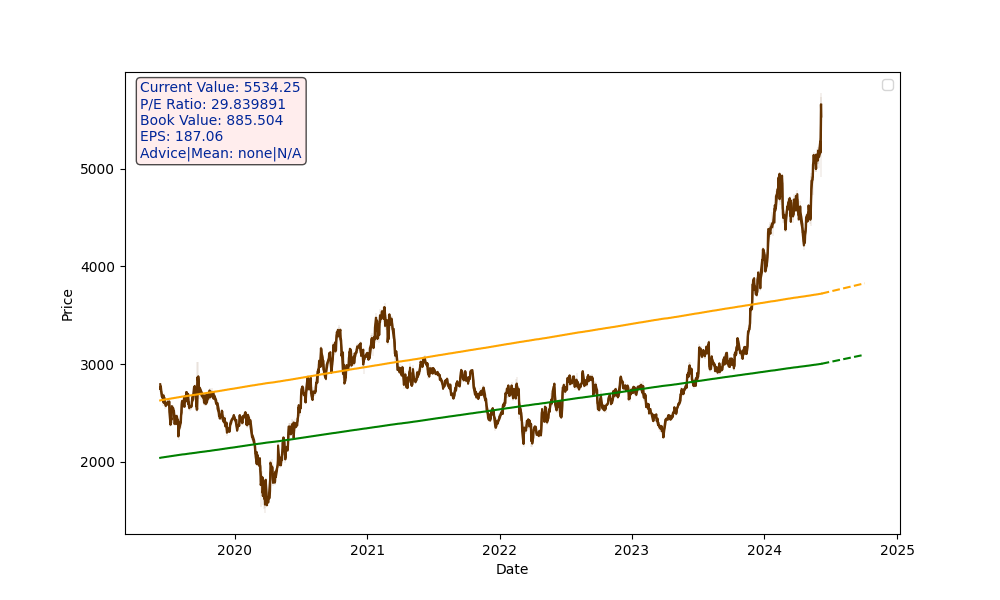 Current Value: 5534.25
P/E Ratio: 29.839891
Book Value: 885.504
EPS: 187.06
Advice|Mean: none|N/A
Price
5000
4000
3000
2000
2020 2021 2022 2023 2024 2025
Date